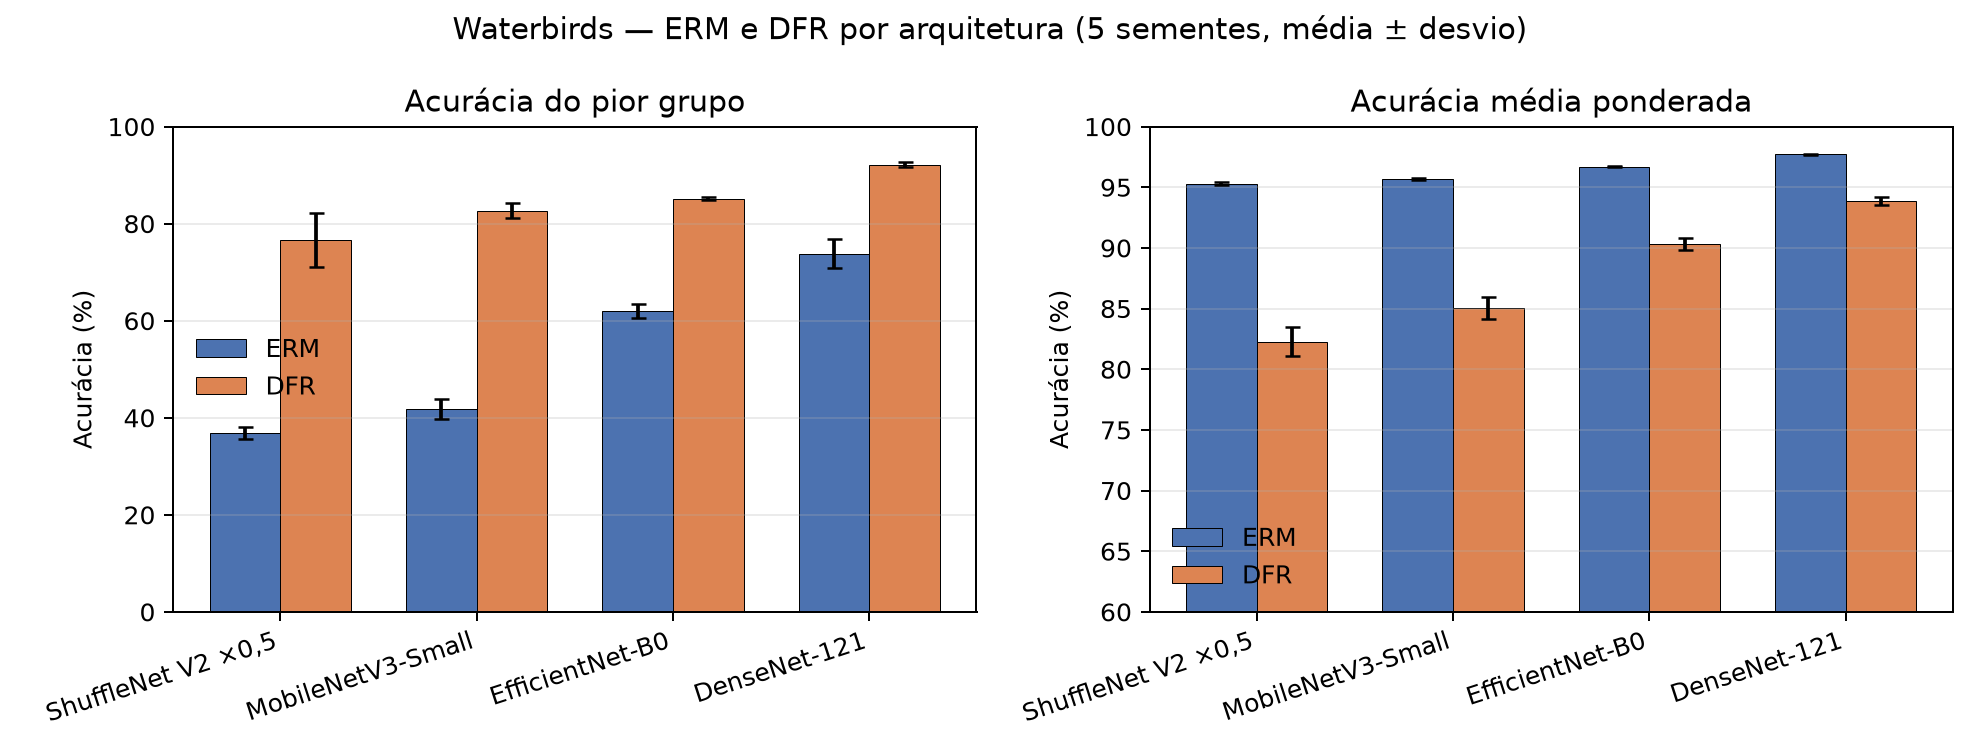 Waterbirds — ERM e DFR por arquitetura (5 sementes, média ± desvio)
Acurácia do pior grupo
Acurácia (%)
100
80
60
40
20
0
ERM
DFR
ShuffleNet V2 ×0,5
MobileNetV3-Small
EfficientNet-B0
DenseNet-121
Acurácia média ponderada
Acurácia (%)
100
95
90
85
80
75
70
65
60
ERM
DFR
ShuffleNet V2 ×0,5
MobileNetV3-Small
EfficientNet-B0
DenseNet-121